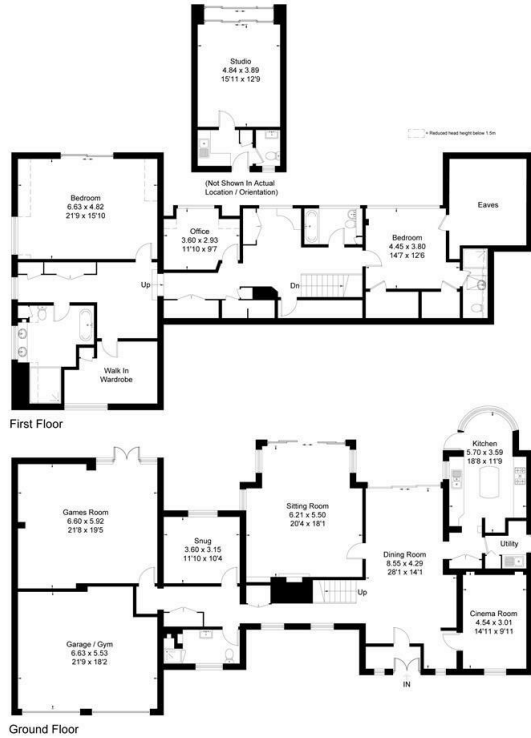 Studio
4.84 x 3.89
15'11 x 12'9
= Reduced head height below 1.5m
(Not Shown In Actual
Location / Orientation)
Bedroom
6.63 x 4.82
21'9 x 15'10
Office
3.60 x 2.93
11'10 x 9'7
Bedroom
4.45 x 3.80
14'7 x 12'6
Eaves
Up
Dn
Walk In
Wardrobe
First Floor
Kitchen
5.70 x 3.59
18'8 x 11'9
Games Room
6.60 x 5.92
21'8 x 19'5
Sitting Room
6.21 x 5.50
20'4 x 18'1
Snug
3.60 x 3.15
11'10 x 10'4
Dining Room
8.55 x 4.29
28'1 x 14'1
Utility
Up
Cinema Room
4.54 x 3.01
14'11 x 9'11
Garage / Gym
6.63 x 5.53
21'9 x 18'2
IN
Ground Floor